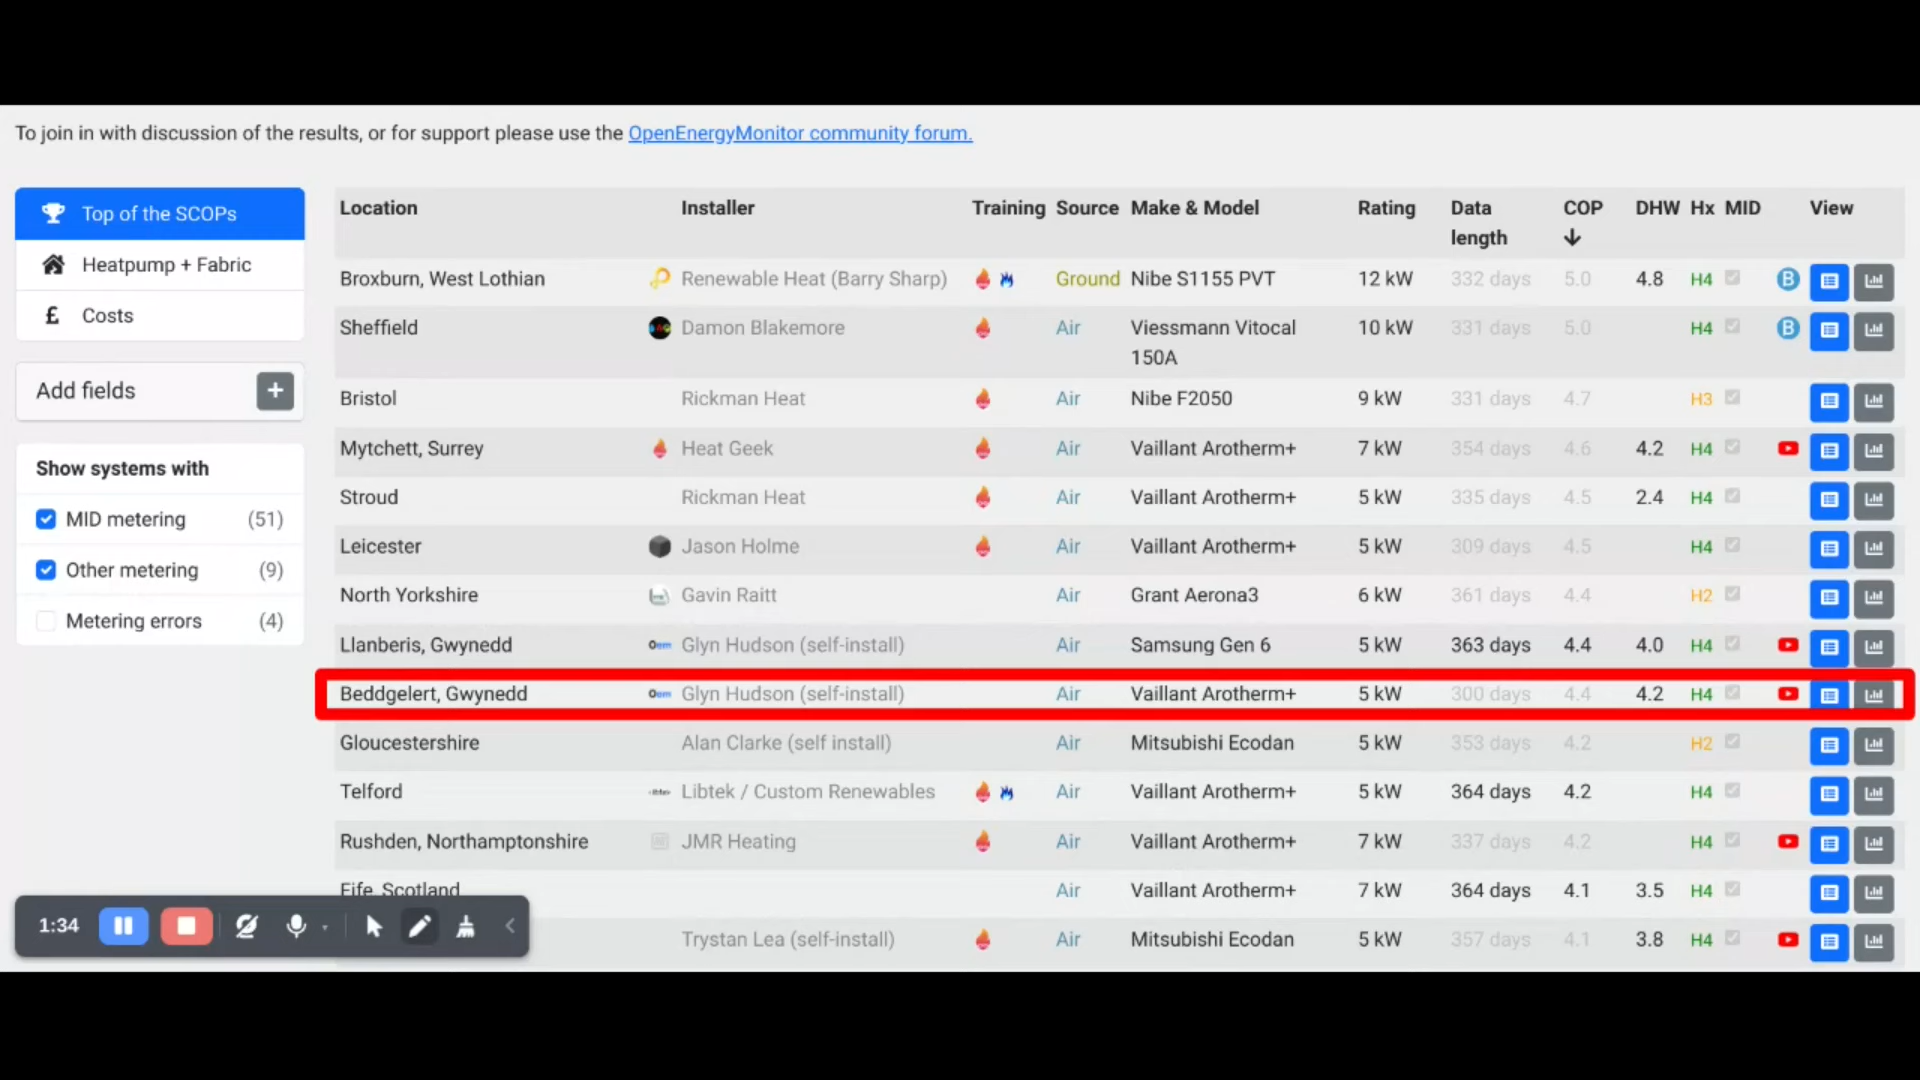 To join in with discussion of the results, or for support please use the OpenEnergyMonitor community forum.
Top of the SCOPs
Heatpump + Fabric
£ Costs
Add fields +
Show systems with
MID metering (51)
Other metering (9)
Metering errors (4)
Location Installer Training Source Make & Model Rating Data length COP DHW Hx MID View
Broxburn, West Lothian Renewable Heat (Barry Sharp) Ground Nibe S1155 PVT 12 kW 332 days 5.0 4.8 H4 B
Sheffield Damon Blakemore Air Viessmann Vitocal 150A 10 kW 331 days 5.0 H4 B
Bristol Rickman Heat Air Nibe F2050 9 kW 331 days 4.7 H3
Mytchett, Surrey Heat Geek Air Vaillant Arotherm+ 7 kW 354 days 4.6 4.2 H4
Stroud Rickman Heat Air Vaillant Arotherm+ 5 kW 335 days 4.5 2.4 H4
Leicester Jason Holme Air Vaillant Arotherm+ 5 kW 309 days 4.5 H4
North Yorkshire Gavin Raitt Air Grant Aerona3 6 kW 361 days 4.4 H2
Llanberis, Gwynedd Oem Glyn Hudson (self-install) Air Samsung Gen 6 5 kW 363 days 4.4 4.0 H4
Beddgelert, Gwynedd Oem Glyn Hudson (self-install) Air Vaillant Arotherm+ 5 kW 300 days 4.4 4.2 H4
Gloucestershire Alan Clarke (self install) Air Mitsubishi Ecodan 5 kW 353 days 4.2 H2
Telford Libtek / Custom Renewables Air Vaillant Arotherm+ 5 kW 364 days 4.2 H4
Rushden, Northamptonshire JMR Heating Air Vaillant Arotherm+ 7 kW 337 days 4.2 H4
Fife, Scotland Air Vaillant Arotherm+ 7 kW 364 days 4.1 3.5 H4
Trystan Lea (self-install) Air Mitsubishi Ecodan 5 kW 357 days 4.1 3.8 H4
1:34